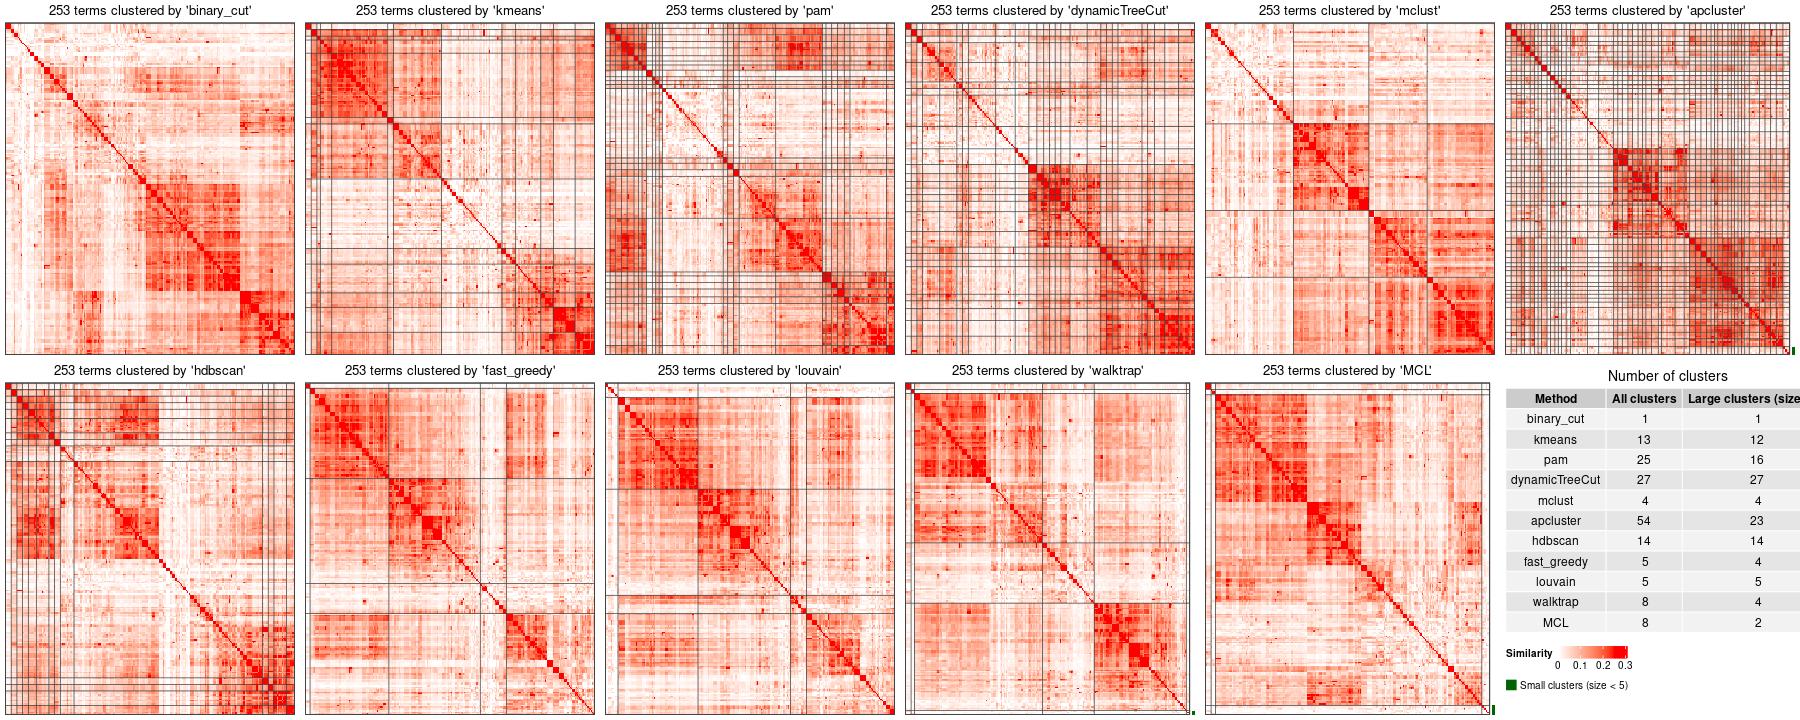 253 terms clustered by 'binary_cut'
253 terms clustered by 'kmeans'
253 terms clustered by 'pam'
253 terms clustered by 'dynamicTreeCut'
253 terms clustered by 'mclust'
253 terms clustered by 'apcluster'
253 terms clustered by 'hdbscan'
253 terms clustered by 'fast_greedy'
253 terms clustered by 'louvain'
253 terms clustered by 'walktrap'
253 terms clustered by 'MCL'
Number of clusters
Method All clusters Large clusters (size
binary_cut 1 1
kmeans 13 12
pam 25 16
dynamicTreeCut 27 27
mclust 4 4
apcluster 54 23
hdbscan 14 14
fast_greedy 5 4
louvain 5 5
walktrap 8 4
MCL 8 2
Similarity
0 0.1 0.2 0.3
Small clusters (size < 5)